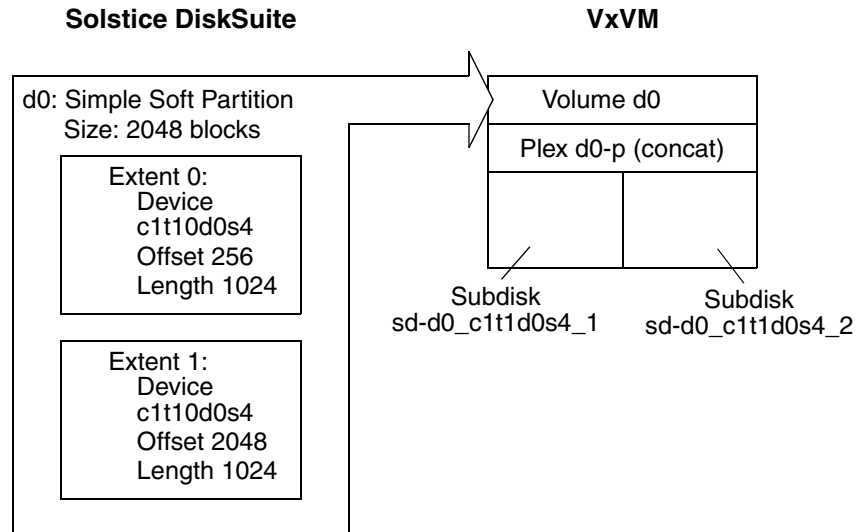 Solstice DiskSuite
VxVM
d0: Simple Soft Partition
Size: 2048 blocks
Extent 0:
Device
c1t10d0s4
Offset 256
Length 1024
Extent 1:
Device
c1t10d0s4
Offset 2048
Length 1024
Volume d0
Plex d0-p (concat)
Subdisk
sd-d0_c1t1d0s4_1
Subdisk
sd-d0_c1t1d0s4_2